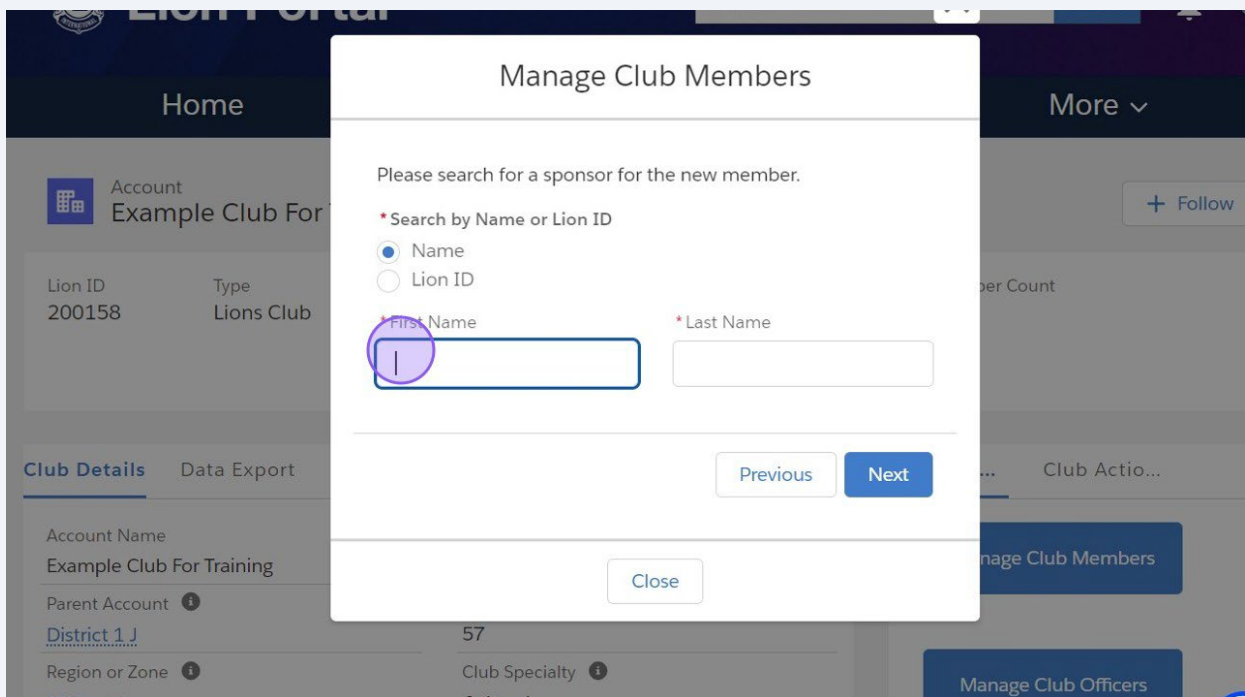 Lion Portal
Manage Club Members
Home
More
Please search for a sponsor for the new member.
Account
Example Club For
+ Follow
* Search by Name or Lion ID
Name
Lion ID
Lion ID
Type
Count
200158
Lions Club
* First Name
* Last Name
Club Details
Data Export
Previous
Next
...
Club Actio...
Account Name
Example Club For Training
Club Members
Close
Parent Account
District 1 J
57
Region or Zone
Club Specialty
Manage Club Officers